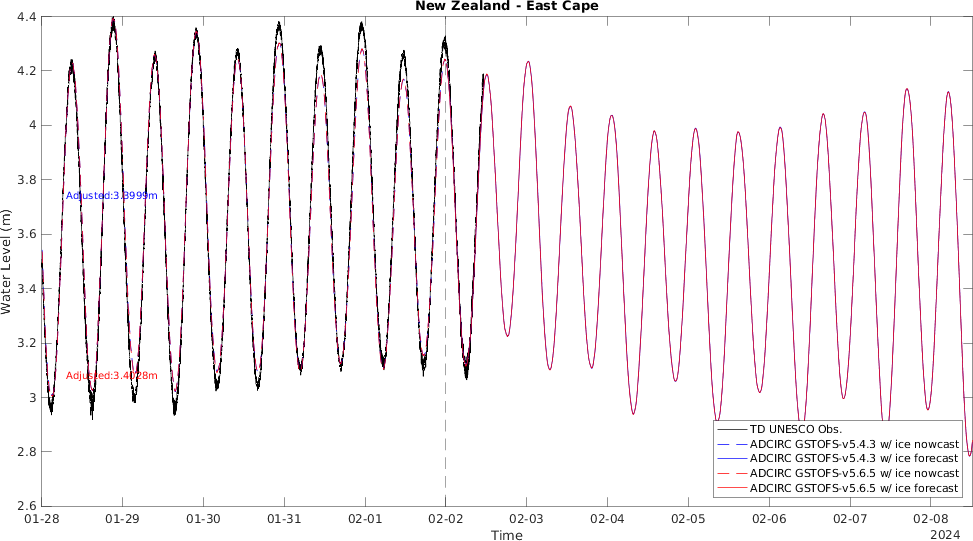 New Zealand - East Cape
4.4
4.2
4
3.8
3.6
3.4
3.2
3
2.8
2.6
Water Level (m)
Adjusted:3.3999m
Adjusted:3.4028m
TD UNESCO Obs.
ADCIRC GSTOFS-v5.4.3 w/ ice nowcast
ADCIRC GSTOFS-v5.4.3 w/ ice forecast
ADCIRC GSTOFS-v5.6.5 w/ ice nowcast
ADCIRC GSTOFS-v5.6.5 w/ ice forecast
01-28 01-29 01-30 01-31 02-01 02-02 02-03 02-04 02-05 02-06 02-07 02-08
Time
2024